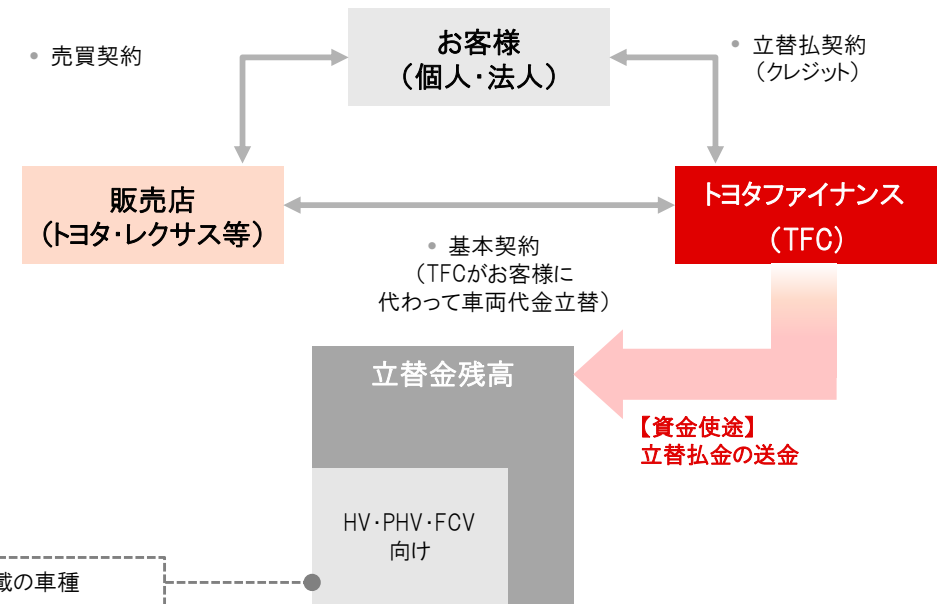 • 売買契約
お客様
（個人・法人）
• 立替払契約
（クレジット）
販売店
（トヨタ・レクサス等）
トヨタファイナンス
（TFC）
• 基本契約
（TFCがお客様に
代わって車両代金立替）
立替金残高
【資金使途】
立替払金の送金
HV・PHV・FCV
向け
載の車種